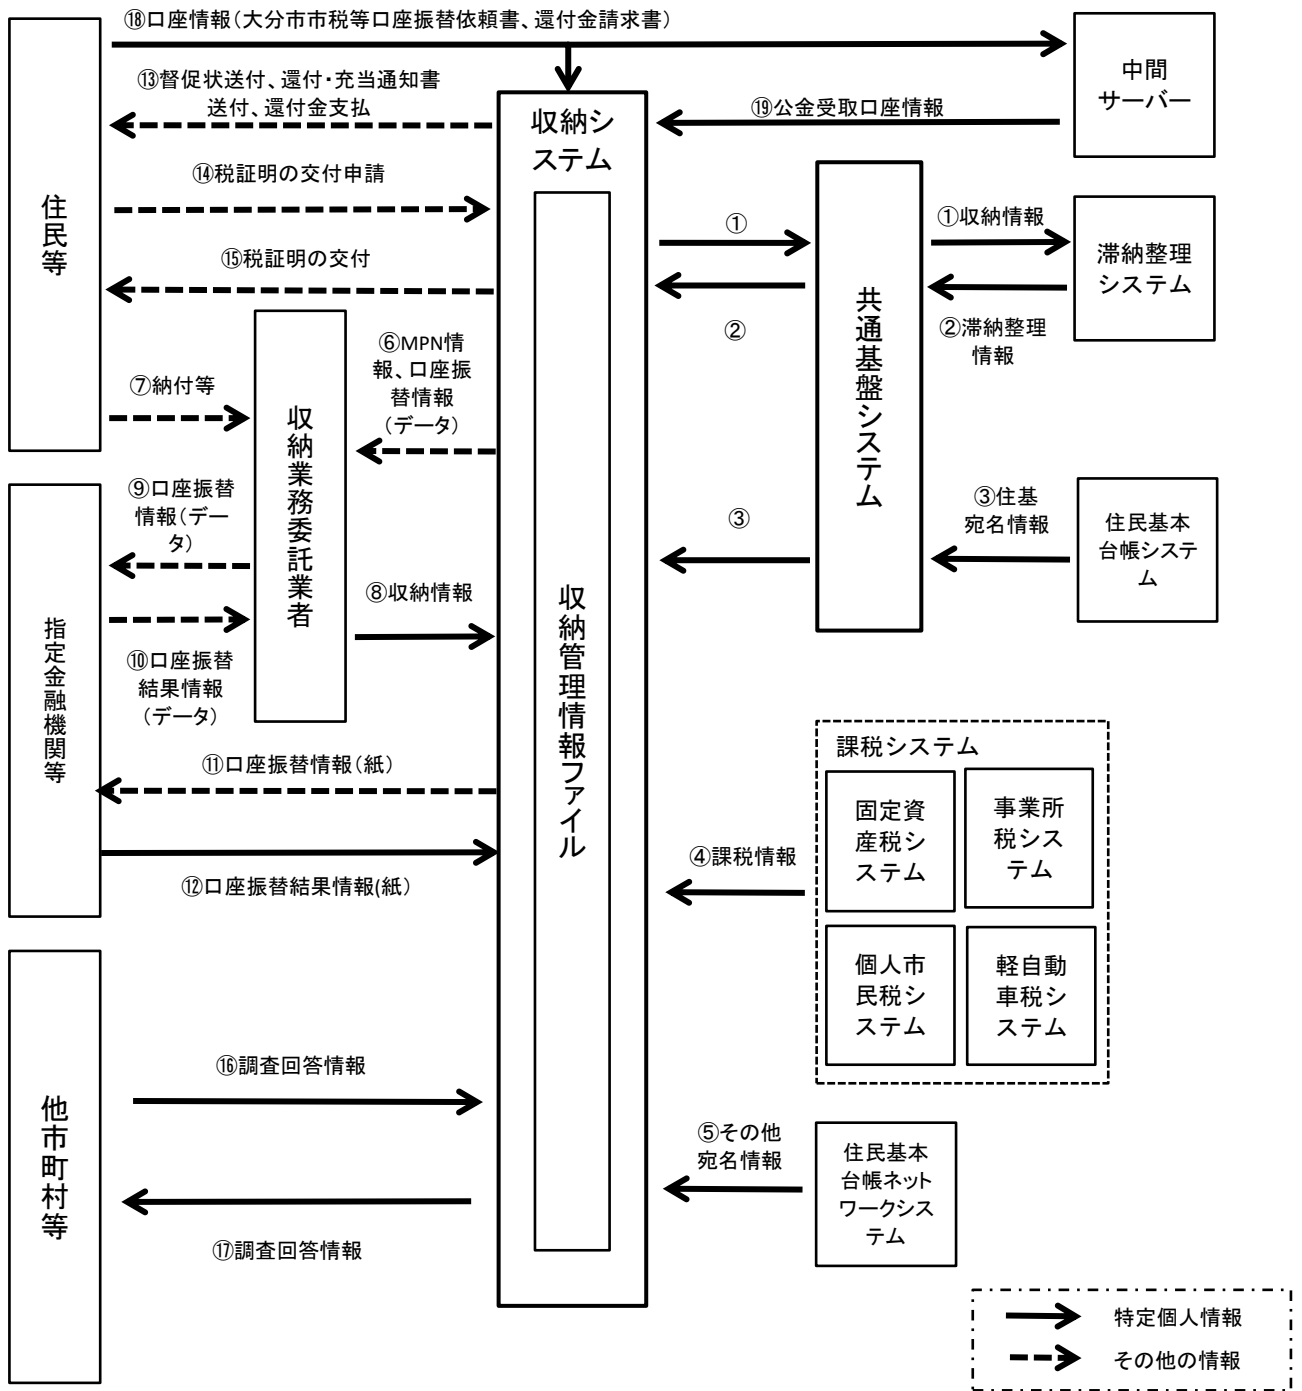 ⑱口座情報（大分市市税等口座振替依頼書、還付金請求書）
⑬督促状送付、還付・充当通知書
送付、還付金支払
⑭税証明の交付申請
⑮税証明の交付
住民等
⑦納付等
収納業務委託業者
⑥MPN情
報、口座振
替情報
（データ）
⑨口座振替
情報（デー
タ）
⑩口座振替
結果情報
（データ）
⑧収納情報
指定金融機関等
⑪口座振替情報（紙）
⑫口座振替結果情報(紙）
他市町村等
⑯調査回答情報
⑰調査回答情報
収納シ
ステム
収納管理情報ファイル
⑲公金受取口座情報
中間
サーバー
①
②
③
共通基盤システム
①収納情報
②滞納整理
情報
滞納整理
システム
③住基
宛名情報
住民基本
台帳システ
ム
④課税情報
課税システム
固定資
産税シ
ステム
事業所
税シス
テム
個人市
民税シ
ステム
軽自動
車税シ
ステム
⑤その他
宛名情報
住民基本
台帳ネット
ワークシス
テム
特定個人情報
その他の情報